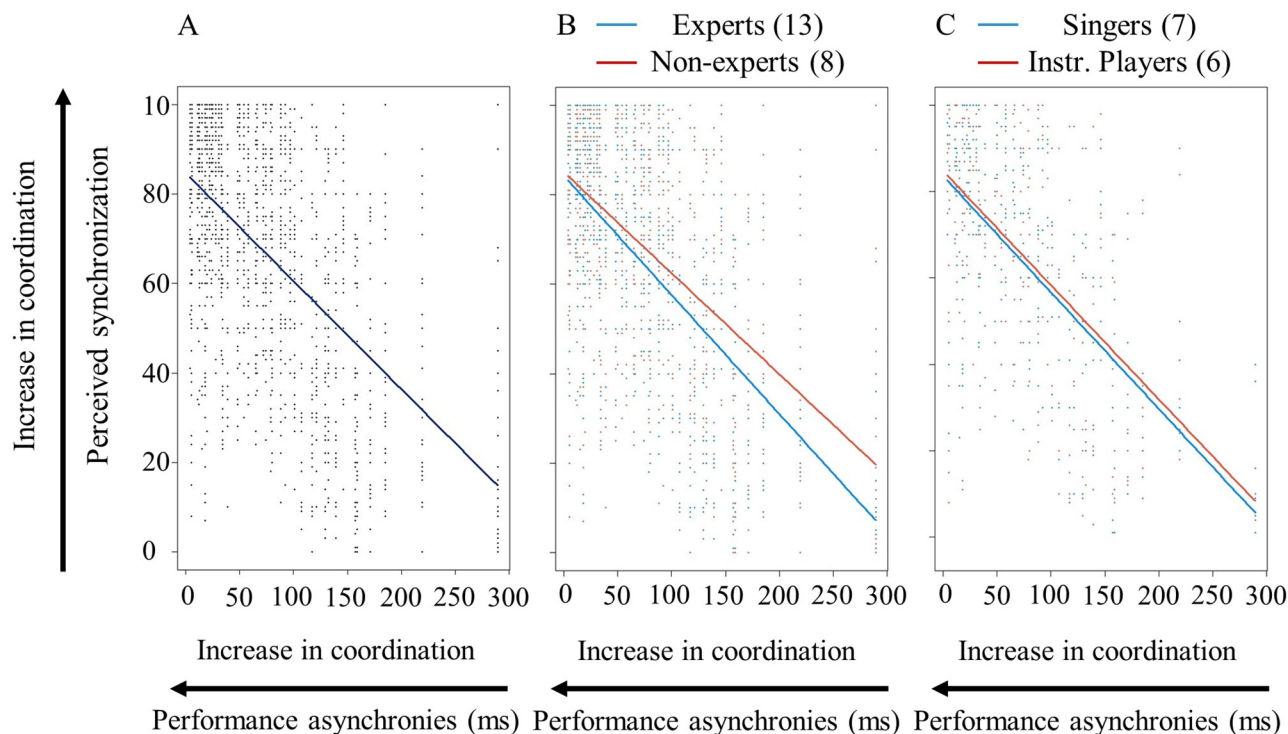 A
B
Experts (13)
Non-experts (8)
C
Singers (7)
Instr. Players (6)
Increase in coordination
Perceived synchronization
10
80
60
40
20
0
0 50 100 150 200 250 300
0 50 100 150 200 250 300
0 50 100 150 200 250 300
Increase in coordination
Increase in coordination
Increase in coordination
Performance asynchronies (ms)
Performance asynchronies (ms)
Performance asynchronies (ms)